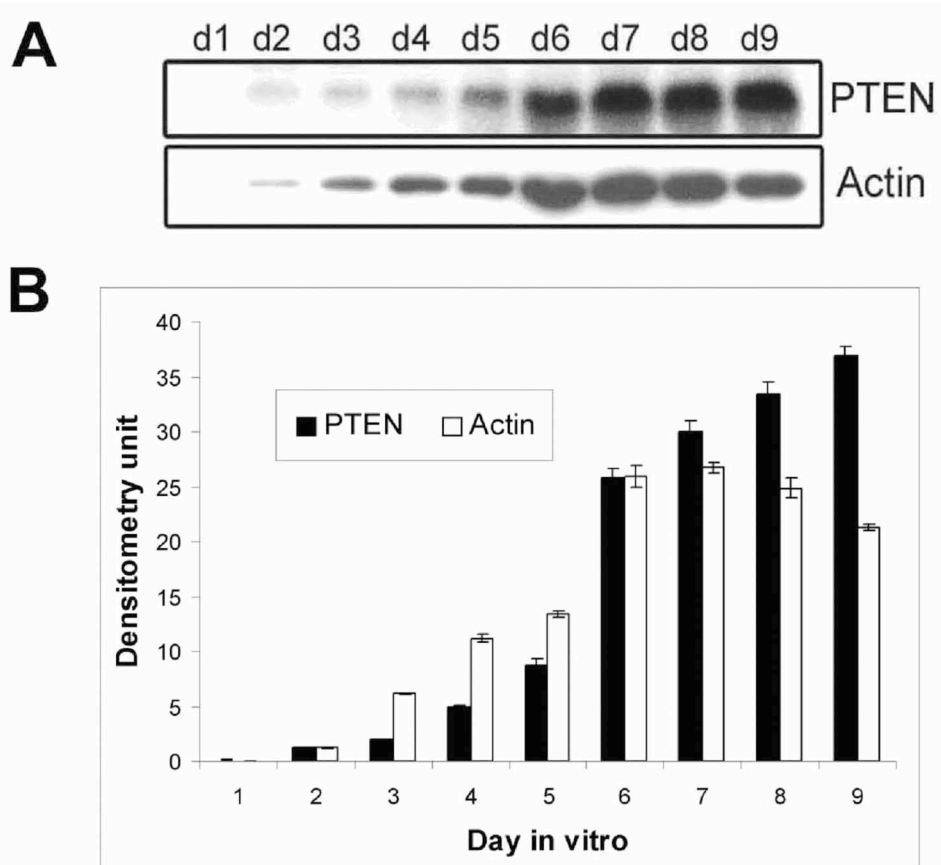 A
d1 d2 d3 d4 d5 d6 d7 d8 d9
PTEN
Actin
B
40
35
30
25
20
15
10
5
0
Densitometry unit
PTEN Actin
1 2 3 4 5 6 7 8 9
Day in vitro